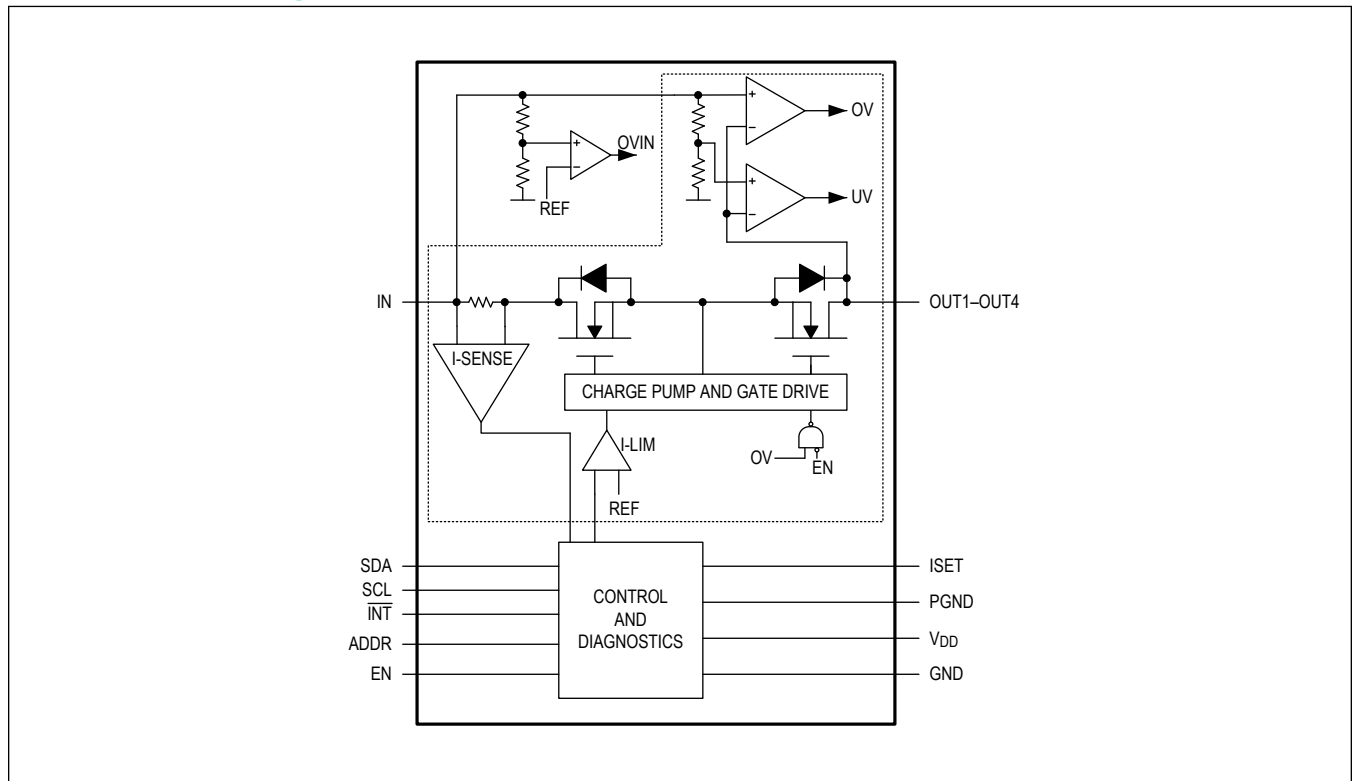 OV
OVIN
REF
UV
IN
OUT1–OUT4
I-SENSE
CHARGE PUMP AND GATE DRIVE
I-LIM
OV
EN
REF
SDA
SCL
INT
ADDR
EN
CONTROL
AND
DIAGNOSTICS
ISET
PGND
VDD
GND